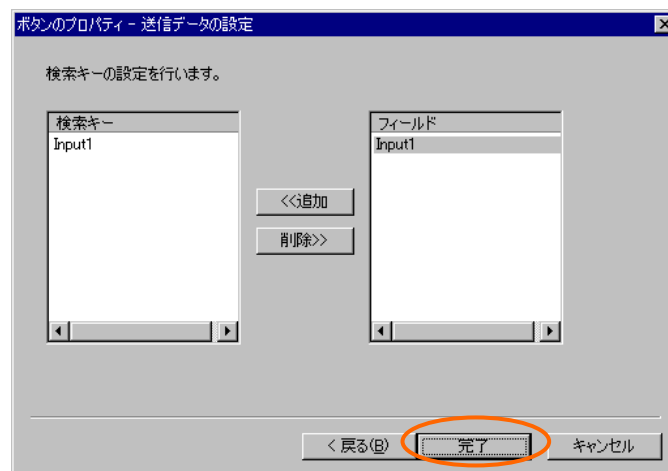 ボタンのプロパティ - 送信データの設定
検索キーの設定を行います。
検索キー
Input1
フィールド
Input1
<<追加
削除>>
< 戻る(B)
完了
キャンセル